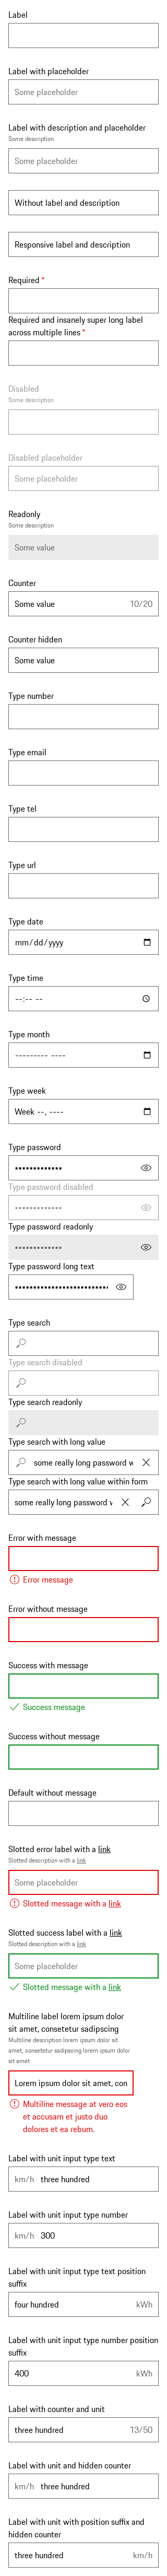 Label
Label with placeholder
Some placeholder
Label with description and placeholder
Some description
Some placeholder
Without label and description
Responsive label and description
Required *
Required and insanely super long label
across multiple lines *
Disabled
Some description
Disabled placeholder
Some placeholder
Readonly
Some description
Some value
Counter
Some value 10/20
Counter hidden
Some value
Type number
Type email
Type tel
Type url
Type date
mm/dd/yyyy
Type time
--:-- --
Type month
--------- ----
Type week
Week --, ----
Type password
•••••••••••••
Type password disabled
•••••••••••••
Type password readonly
•••••••••••••
Type password long text
••••••••••••••••••••••••••
Type search
Type search disabled
Type search readonly
Type search with long value
some really long password w
Type search with long value within form
some really long password v
Error with message
Error message
Error without message
Success with message
Success message
Success without message
Default without message
Slotted error label with a link
Slotted description with a link
Some placeholder
Slotted message with a link
Slotted success label with a link
Slotted description with a link
Some placeholder
Slotted message with a link
Multiline label lorem ipsum dolor
sit amet, consetetur sadipscing
Multiline description lorem ipsum dolor sit
amet, consetetur sadipscing lorem ipsum dolor
sit amet
Lorem ipsum dolor sit amet, con
Multiline message at vero eos
et accusam et justo duo
dolores et ea rebum.
Label with unit input type text
km/h three hundred
Label with unit input type number
km/h 300
Label with unit input type text position
suffix
four hundred kWh
Label with unit input type number position
suffix
400 kWh
Label with counter and unit
three hundred 13/50
Label with unit and hidden counter
km/h three hundred
Label with unit with position suffix and
hidden counter
three hundred km/h